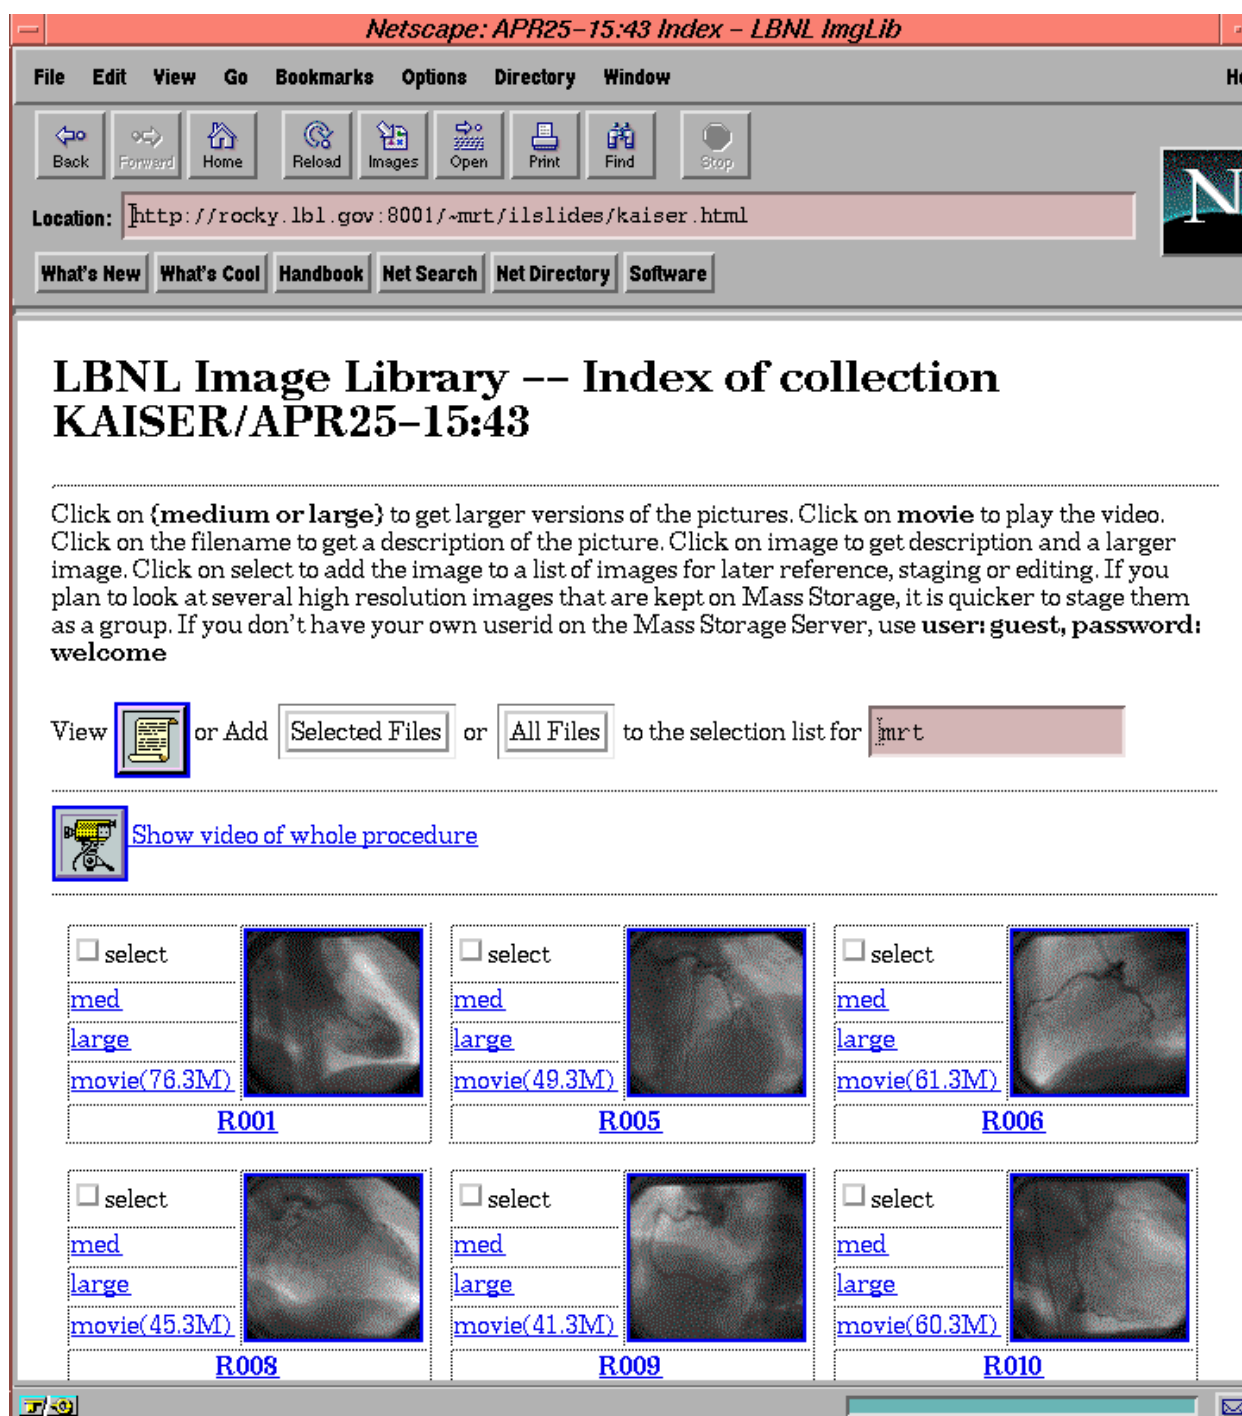 Netscape: APR25-15:43 Index - LBNL ImgLib
File Edit View Go Bookmarks Options Directory Window
Back Forward Home Reload Images Open Print Find Stop
Location: http://rocky.lbl.gov:8001/~mrt/ilslides/kaiser.html
N
What's New What's Cool Handbook Net Search Net Directory Software
LBNL Image Library -- Index of collection
KAISER/APR25-15:43
Click on {medium or large} to get larger versions of the pictures. Click on movie to play the video.
Click on the filename to get a description of the picture. Click on image to get description and a larger
image. Click on select to add the image to a list of images for later reference, staging or editing. If you
plan to look at several high resolution images that are kept on Mass Storage, it is quicker to stage them
as a group. If you don't have your own userid on the Mass Storage Server, use user: guest, password:
welcome
View or Add Selected Files or All Files to the selection list for mrt
Show video of whole procedure
select select select
med med med
large large large
movie(76.3M) movie(49.3M) movie(61.3M)
R001 R005 R006
select select select
med med med
large large large
movie(45.3M) movie(41.3M) movie(60.3M)
R008 R009 R010